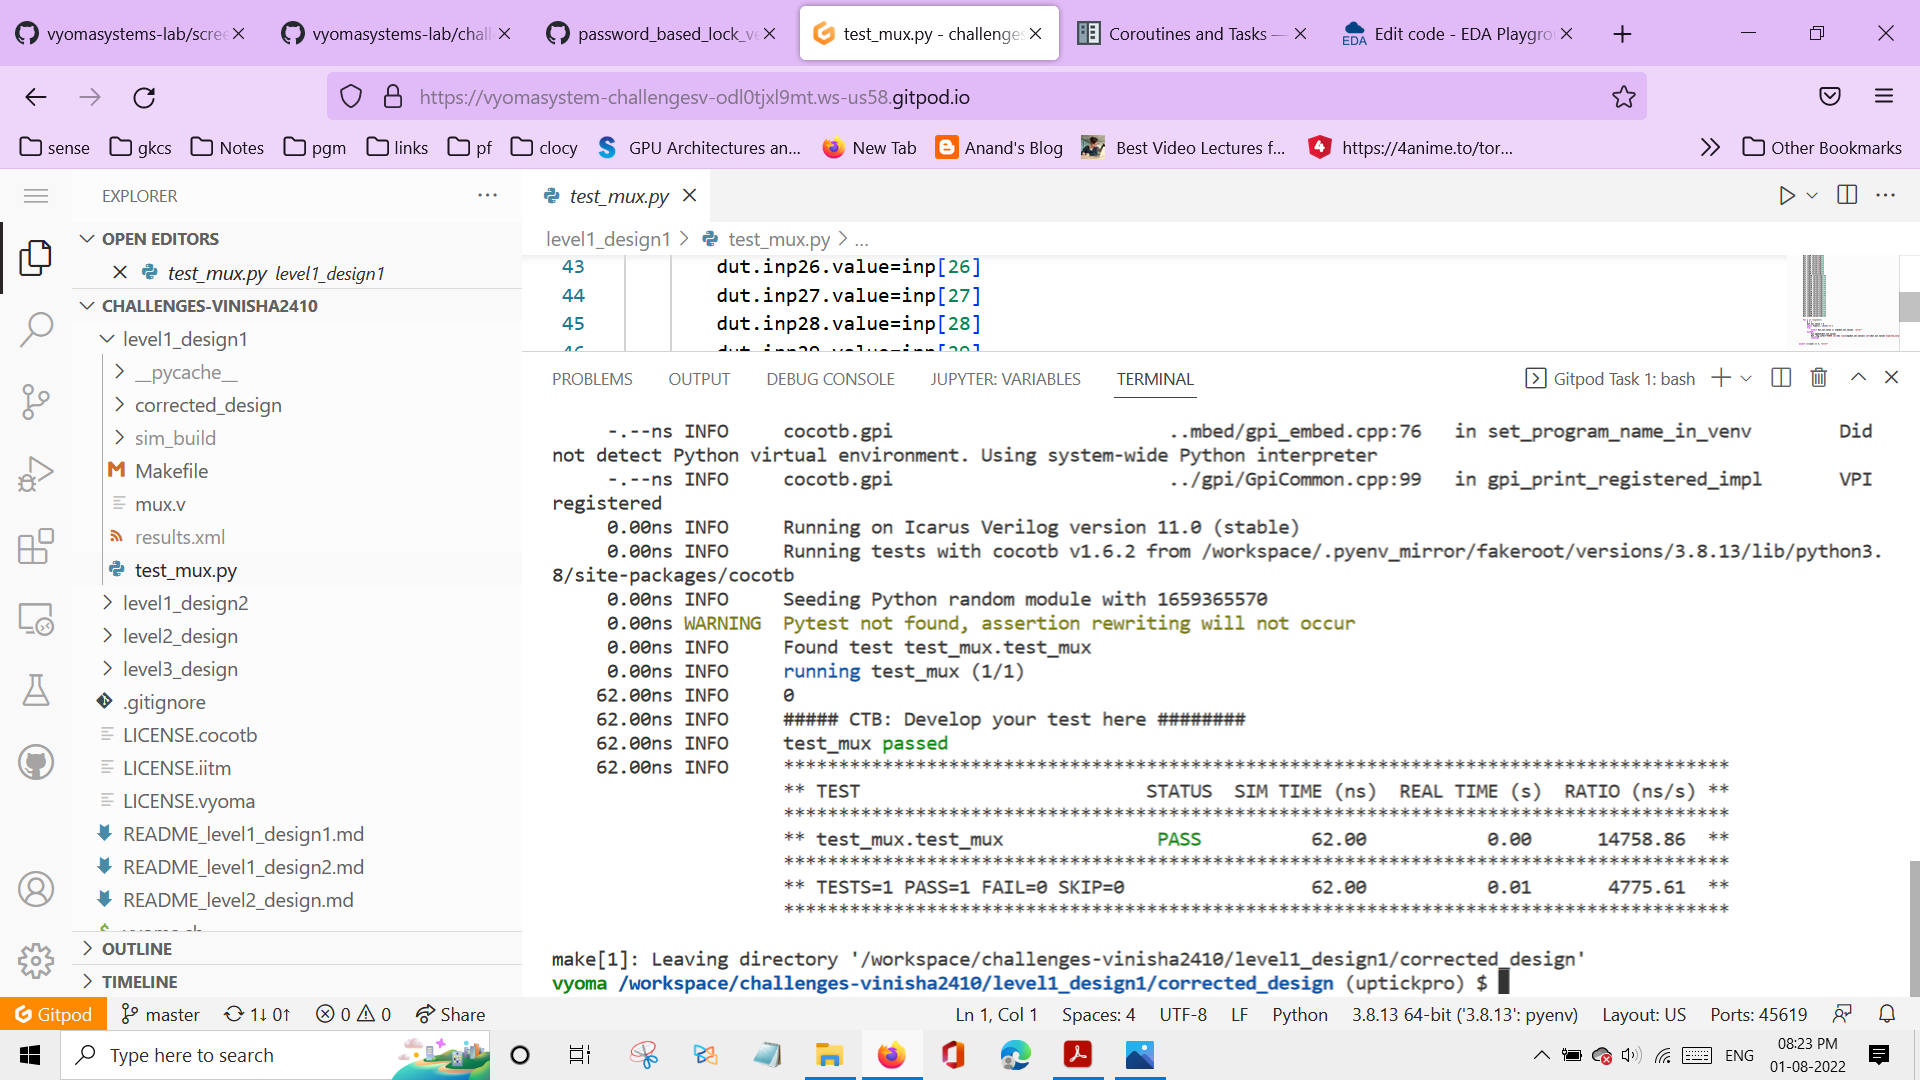 vyomasystems-lab/scre
vyomasystems-lab/chall
password_based_lock_ve
test_mux.py - challenges
Coroutines and Tasks —
EDA
Edit code - EDA Playgro
https://vyomasystem-challengesv-odl0tjxl9mt.ws-us58.gitpod.io
sense
gkcs
Notes
pgm
links
pf
clocy
S GPU Architectures an...
New Tab
Anand's Blog
Best Video Lectures f...
4 https://4anime.to/tor...
Other Bookmarks
EXPLORER
OPEN EDITORS
test_mux.py level1_design1
CHALLENGES-VINISHA2410
level1_design1
__pycache__
corrected_design
sim_build
M Makefile
mux.v
results.xml
test_mux.py
level1_design2
level2_design
level3_design
.gitignore
LICENSE.cocotb
LICENSE.iitm
LICENSE.vyoma
README_level1_design1.md
README_level1_design2.md
README_level2_design.md
OUTLINE
TIMELINE
test_mux.py
level1_design1 > test_mux.py > ...
43 dut.inp26.value=inp[26]
44 dut.inp27.value=inp[27]
45 dut.inp28.value=inp[28]
46 dut.inp29.value=inp[29]
PROBLEMS OUTPUT DEBUG CONSOLE JUPYTER: VARIABLES TERMINAL
Gitpod Task 1: bash
-.--ns INFO cocotb.gpi ..mbed/gpi_embed.cpp:76 in set_program_name_in_venv Did
not detect Python virtual environment. Using system-wide Python interpreter
-.--ns INFO cocotb.gpi ../gpi/GpiCommon.cpp:99 in gpi_print_registered_impl VPI
registered
0.00ns INFO Running on Icarus Verilog version 11.0 (stable)
0.00ns INFO Running tests with cocotb v1.6.2 from /workspace/.pyenv_mirror/fakeroot/versions/3.8.13/lib/python3.
8/site-packages/cocotb
0.00ns INFO Seeding Python random module with 1659365570
0.00ns WARNING Pytest not found, assertion rewriting will not occur
0.00ns INFO Found test test_mux.test_mux
0.00ns INFO running test_mux (1/1)
62.00ns INFO 0
62.00ns INFO ##### CTB: Develop your test here ########
62.00ns INFO test_mux passed
62.00ns INFO **************************************************************************************
** TEST STATUS SIM TIME (ns) REAL TIME (s) RATIO (ns/s) **
**************************************************************************************
** test_mux.test_mux PASS 62.00 0.00 14758.86 **
**************************************************************************************
** TESTS=1 PASS=1 FAIL=0 SKIP=0 62.00 0.01 4775.61 **
**************************************************************************************
make[1]: Leaving directory '/workspace/challenges-vinisha2410/level1_design1/corrected_design'
vyoma /workspace/challenges-vinisha2410/level1_design1/corrected_design (uptickpro) $
Gitpod master 1↓ 0↑ 0 0 Share Ln 1, Col 1 Spaces: 4 UTF-8 LF Python 3.8.13 64-bit ('3.8.13': pyenv) Layout: US Ports: 45619
Type here to search
ENG
08:23 PM
01-08-2022